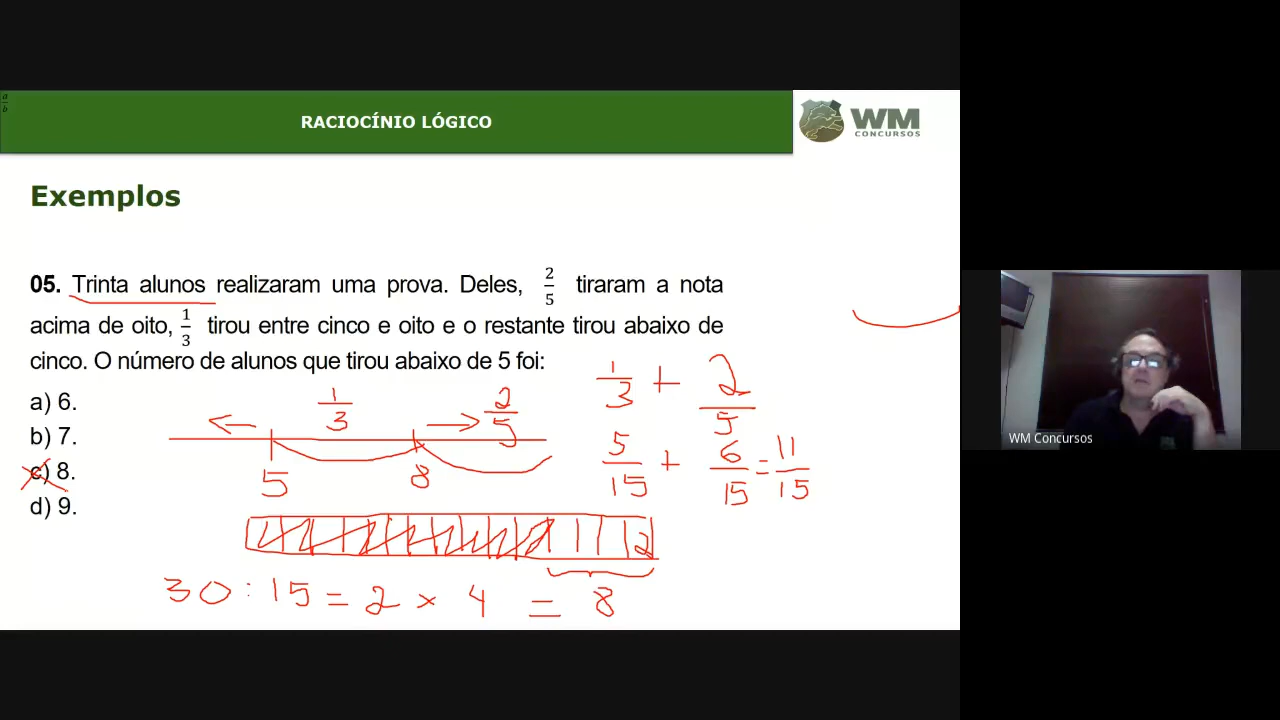 a
b
RACIOCÍNIO LÓGICO
WM
CONCURSOS
Exemplos
05. Trinta alunos realizaram uma prova. Deles, 2/5 tiraram a nota
acima de oito, 1/3 tirou entre cinco e oito e o restante tirou abaixo de
cinco. O número de alunos que tirou abaixo de 5 foi:
a) 6.
b) 7.
c) 8.
d) 9.
1/3 2/5
5 8
1/3 + 2/5
5/15 + 6/15 = 11/15
2 2
30 : 15 = 2 × 4 = 8
WM Concursos